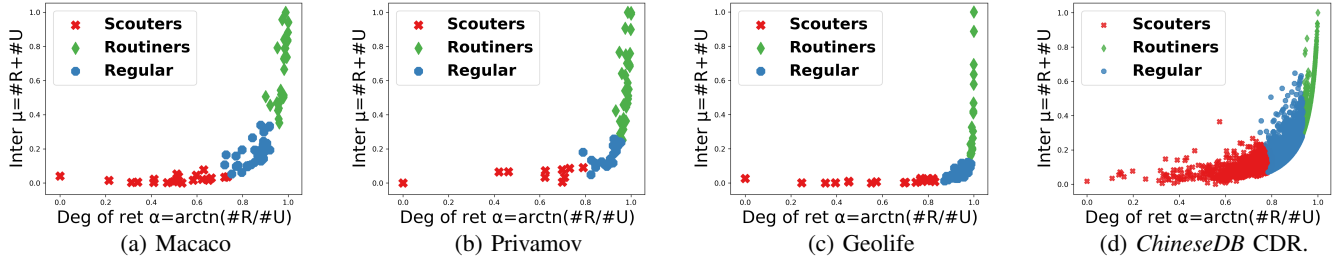 Inter μ=#R+#U
1.0
0.8
0.6
0.4
0.2
0.0
Scouters
Routiners
Regular
0.0 0.2 0.4 0.6 0.8 1.0
Deg of ret α=arctn(#R/#U)
(a) Macaco
Inter μ=#R+#U
1.0
0.8
0.6
0.4
0.2
0.0
Scouters
Routiners
Regular
0.0 0.2 0.4 0.6 0.8 1.0
Deg of ret α=arctn(#R/#U)
(b) Privamov
Inter μ=#R+#U
1.0
0.8
0.6
0.4
0.2
0.0
Scouters
Routiners
Regular
0.0 0.2 0.4 0.6 0.8 1.0
Deg of ret α=arctn(#R/#U)
(c) Geolife
Inter μ=#R+#U
1.0
0.8
0.6
0.4
0.2
0.0
Scouters
Routiners
Regular
0.0 0.2 0.4 0.6 0.8 1.0
Deg of ret α=arctn(#R/#U)
(d) ChineseDB CDR.